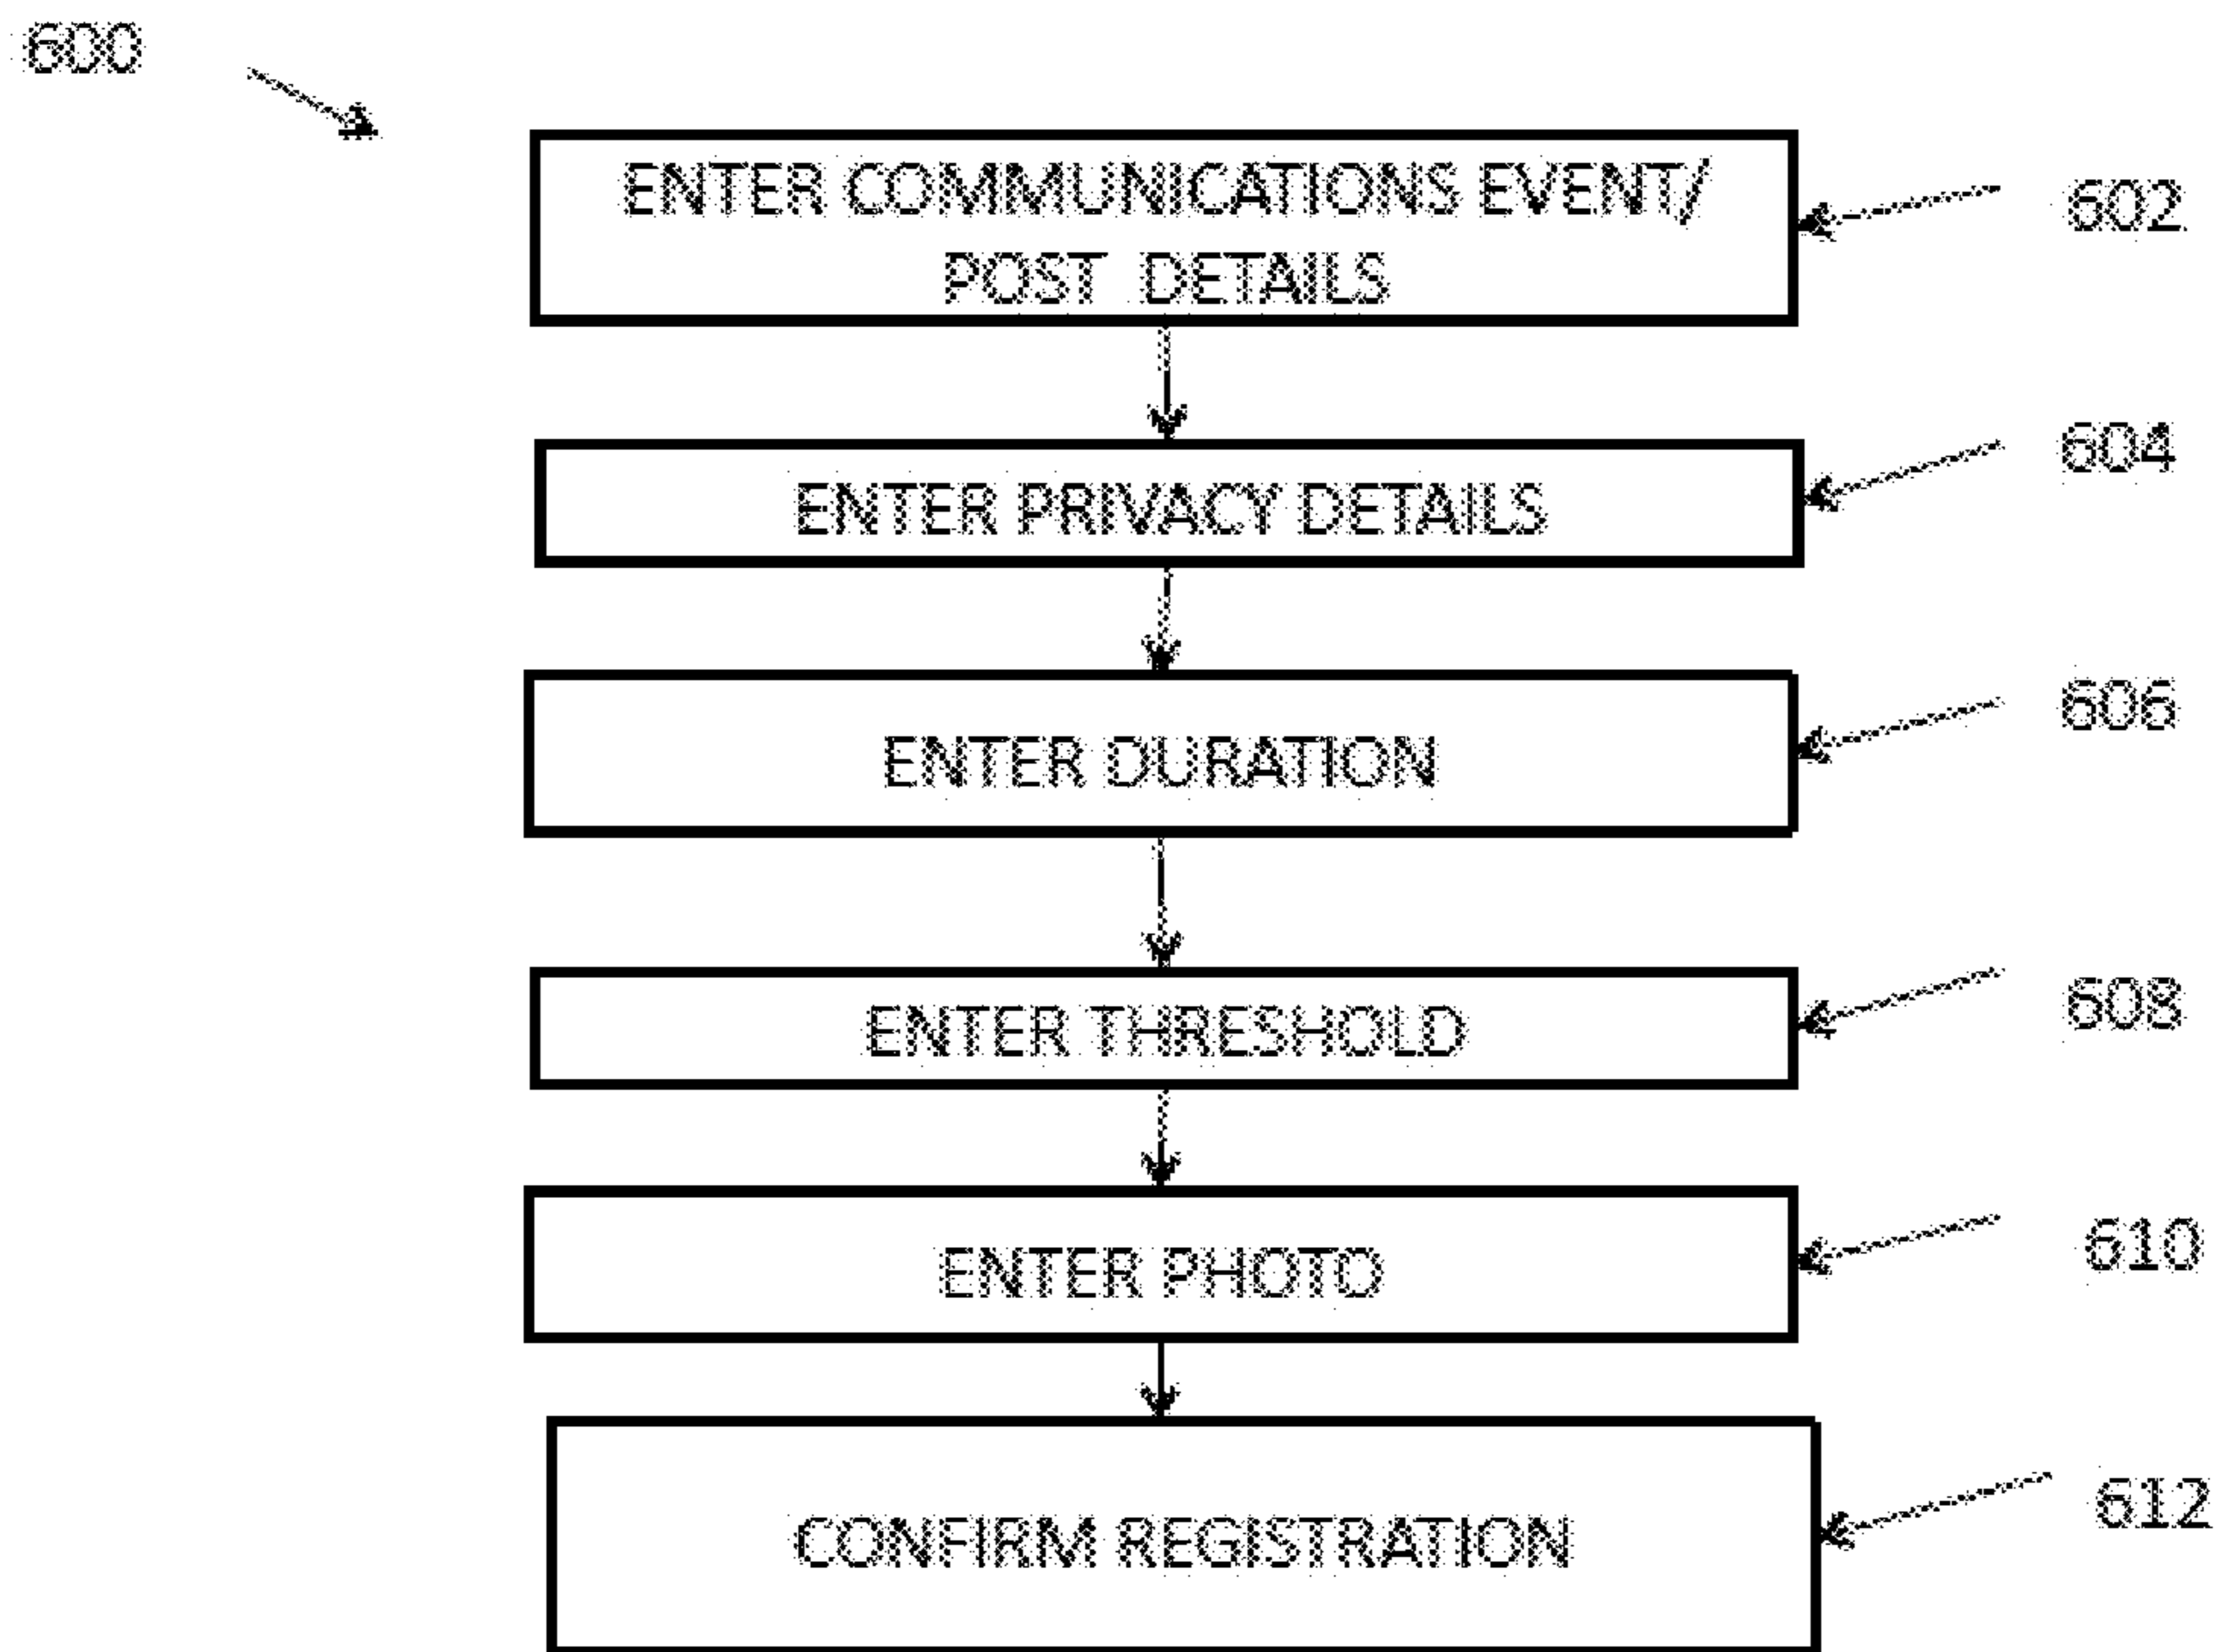 600
ENTER COMMUNICATIONS EVENT/
POST DETAILS
602
ENTER PRIVACY DETAILS
604
ENTER DURATION
606
ENTER THRESHOLD
608
ENTER PHOTO
610
CONFIRM REGISTRATION
612